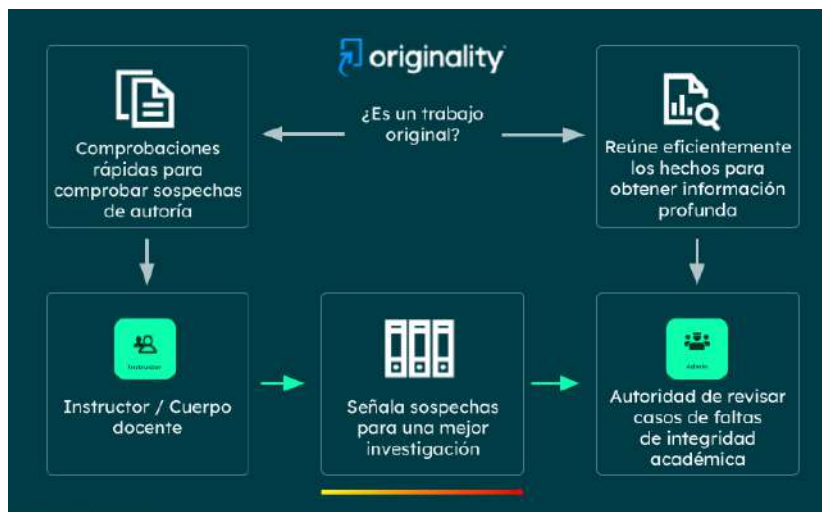 originality
¿Es un trabajo
original?
Comprobaciones
rápidas para
comprobar sospechas
de autoría
Reúne eficientemente
los hechos para
obtener información
profunda
Instructor
Instructor / Cuerpo
docente
Señala sospechas
para una mejor
investigación
Admin
Autoridad de revisar
casos de faltas
de integridad
académica